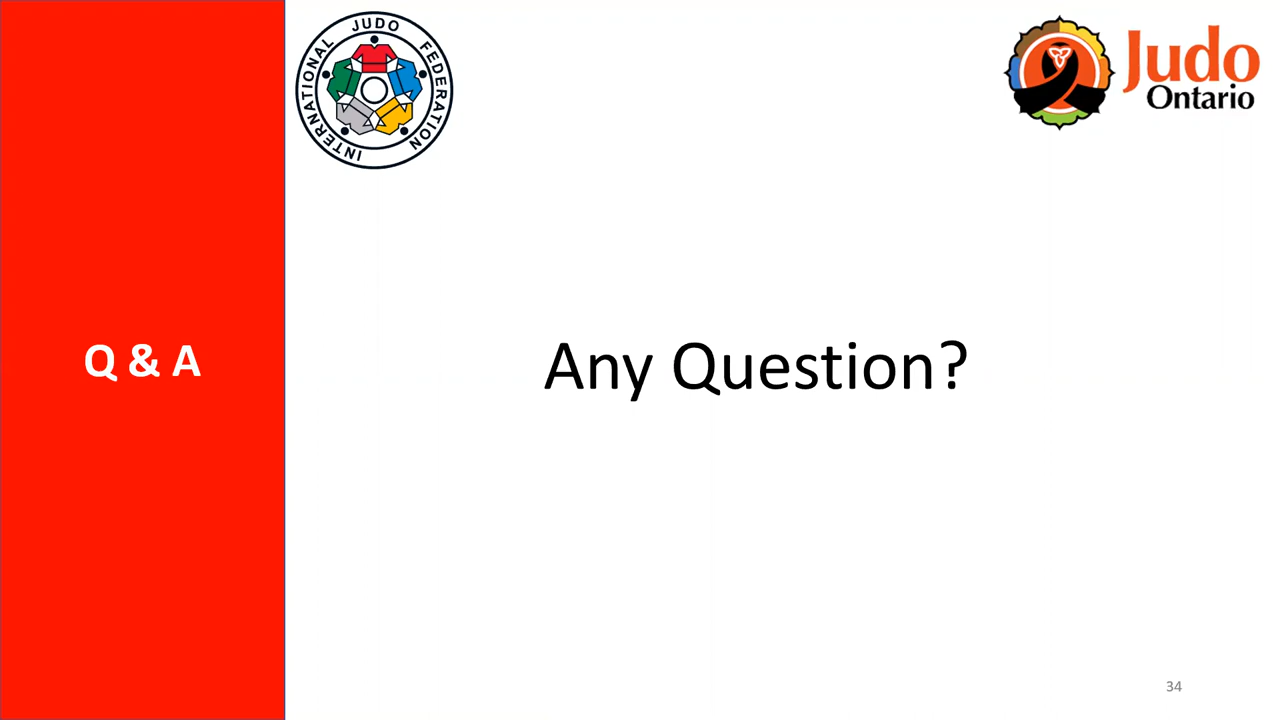 INTERNATIONAL JUDO FEDERATION
Judo
Ontario
Q & A
Any Question?
34